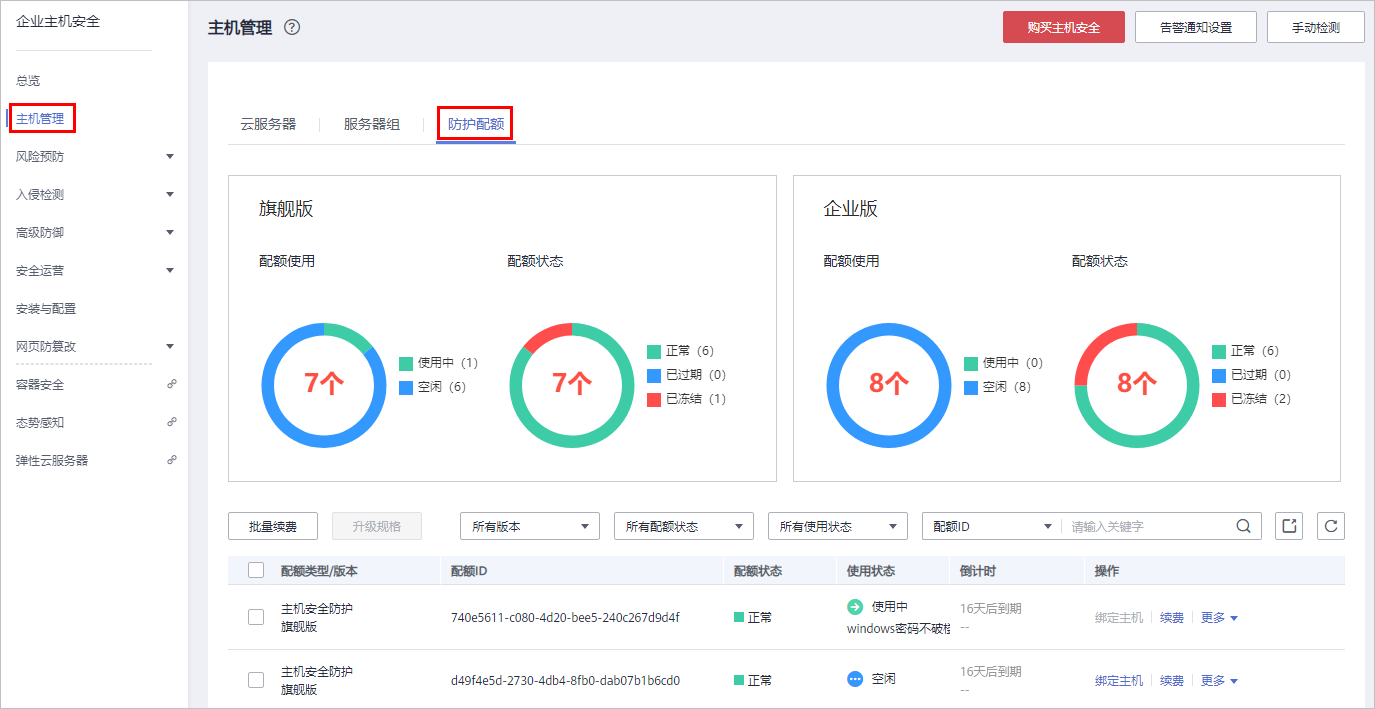 企业主机安全
总览
主机管理
风险预防
入侵检测
高级防御
安全运营
安装与配置
网页防篡改
容器安全
态势感知
弹性云服务器
主机管理 ?
购买主机安全 告警通知设置 手动检测
云服务器 服务器组 防护配额
旗舰版
配额使用 配额状态
7个
使用中（1）
空闲（6）
7个
正常（6）
已过期（0）
已冻结（1）
企业版
配额使用 配额状态
8个
使用中（0）
空闲（8）
8个
正常（6）
已过期（0）
已冻结（2）
批量续费 升级规格 所有版本 所有配额状态 所有使用状态 配额ID 请输入关键字
配额类型/版本 配额ID 配额状态 使用状态 倒计时 操作
主机安全防护
旗舰版
740e5611-c080-4d20-bee5-240c267d9d4f
正常
使用中
windows密码不破
16天后到期
--
绑定主机 续费 更多
主机安全防护
旗舰版
d49f4e5d-2730-4db4-8fb0-dab07b1b6cd0
正常
空闲
16天后到期
--
绑定主机 续费 更多